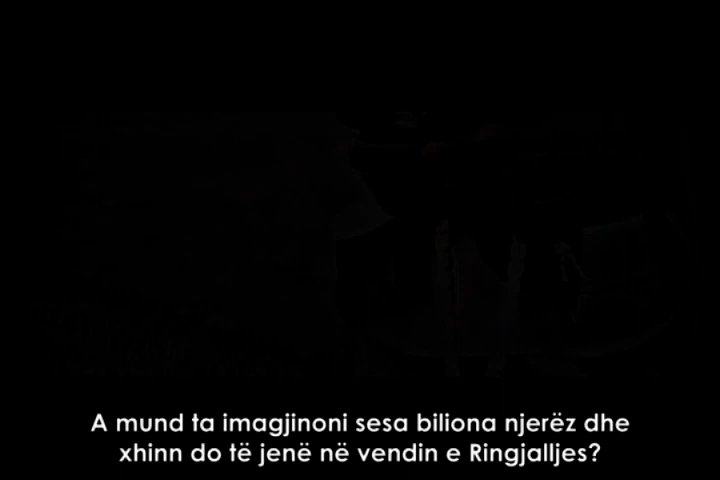 A mund ta imagjinoni sesa biliona njerëz dhe
xhinn do të jenë në vendin e Ringjalljes?